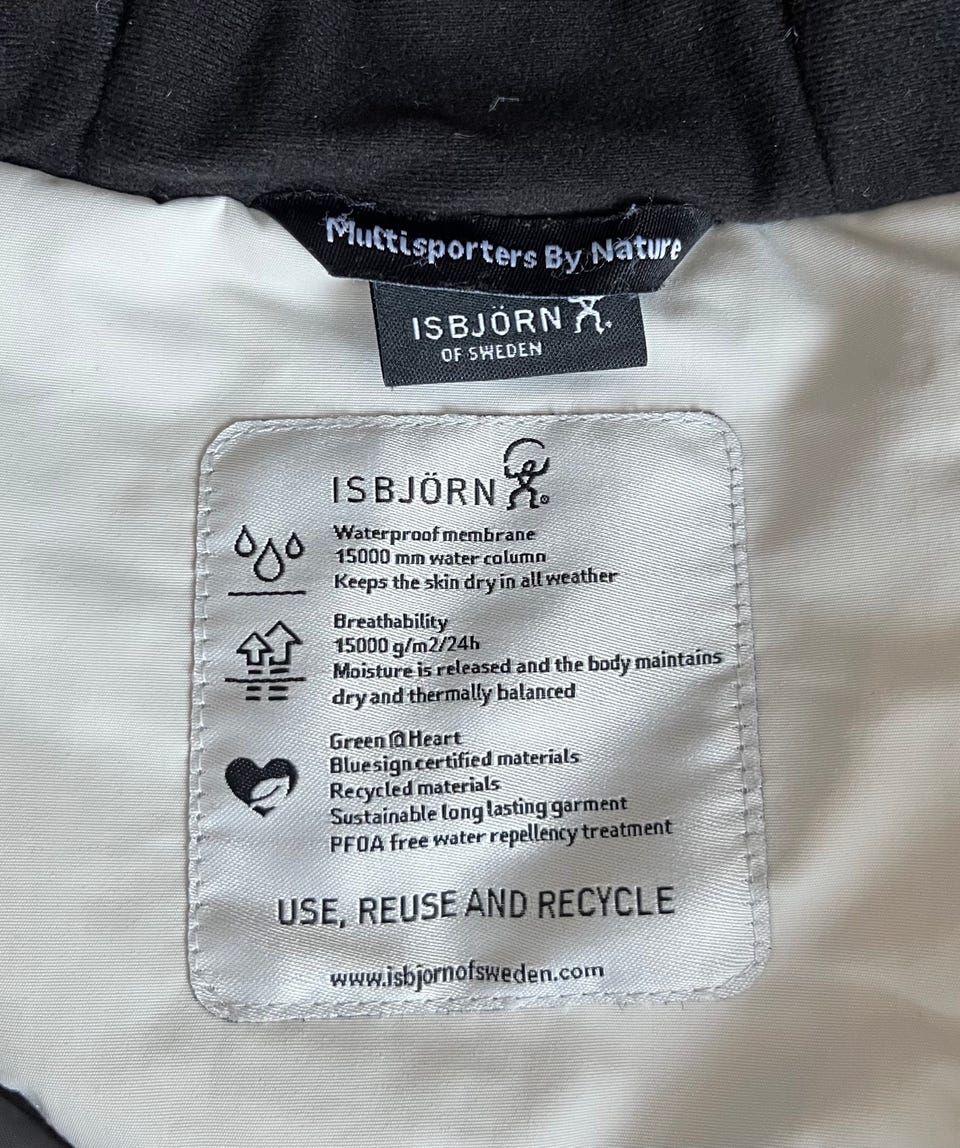 Multisporters By Nature
ISBJÖRN
OF SWEDEN
ISBJÖRN
Waterproof membrane
15000 mm water column
Keeps the skin dry in all weather
Breathability
15000 g/m2/24h
Moisture is released and the body maintains
dry and thermally balanced
Green @ Heart
Bluesign certified materials
Recycled materials
Sustainable long lasting garment
PFOA free water repellency treatment
USE, REUSE AND RECYCLE
www.isbjornofsweden.com